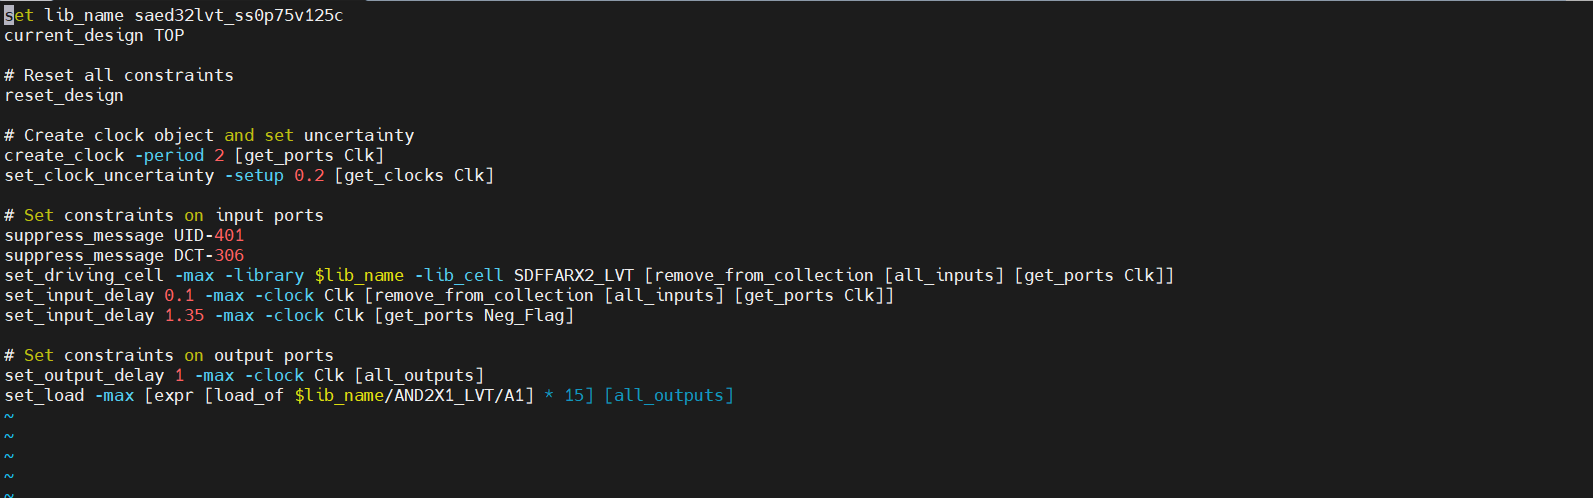 set lib_name saed32lvt_ss0p75v125c
current_design TOP
# Reset all constraints
reset_design
# Create clock object and set uncertainty
create_clock -period 2 [get_ports Clk]
set_clock_uncertainty -setup 0.2 [get_clocks Clk]
# Set constraints on input ports
suppress_message UID-401
suppress_message DCT-306
set_driving_cell -max -library $lib_name -lib_cell SDFFARX2_LVT [remove_from_collection [all_inputs] [get_ports Clk]]
set_input_delay 0.1 -max -clock Clk [remove_from_collection [all_inputs] [get_ports Clk]]
set_input_delay 1.35 -max -clock Clk [get_ports Neg_Flag]
# Set constraints on output ports
set_output_delay 1 -max -clock Clk [all_outputs]
set_load -max [expr [load_of $lib_name/AND2X1_LVT/A1] * 15] [all_outputs]
~
~
~
~
~